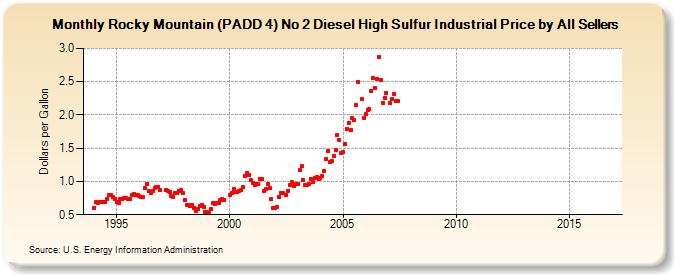 Monthly Rocky Mountain (PADD 4) No 2 Diesel High Sulfur Industrial Price by All Sellers
Dollars per Gallon
3.0
2.5
2.0
1.5
1.0
0.5
1995 2000 2005 2010 2015
Source: U.S. Energy Information Administration